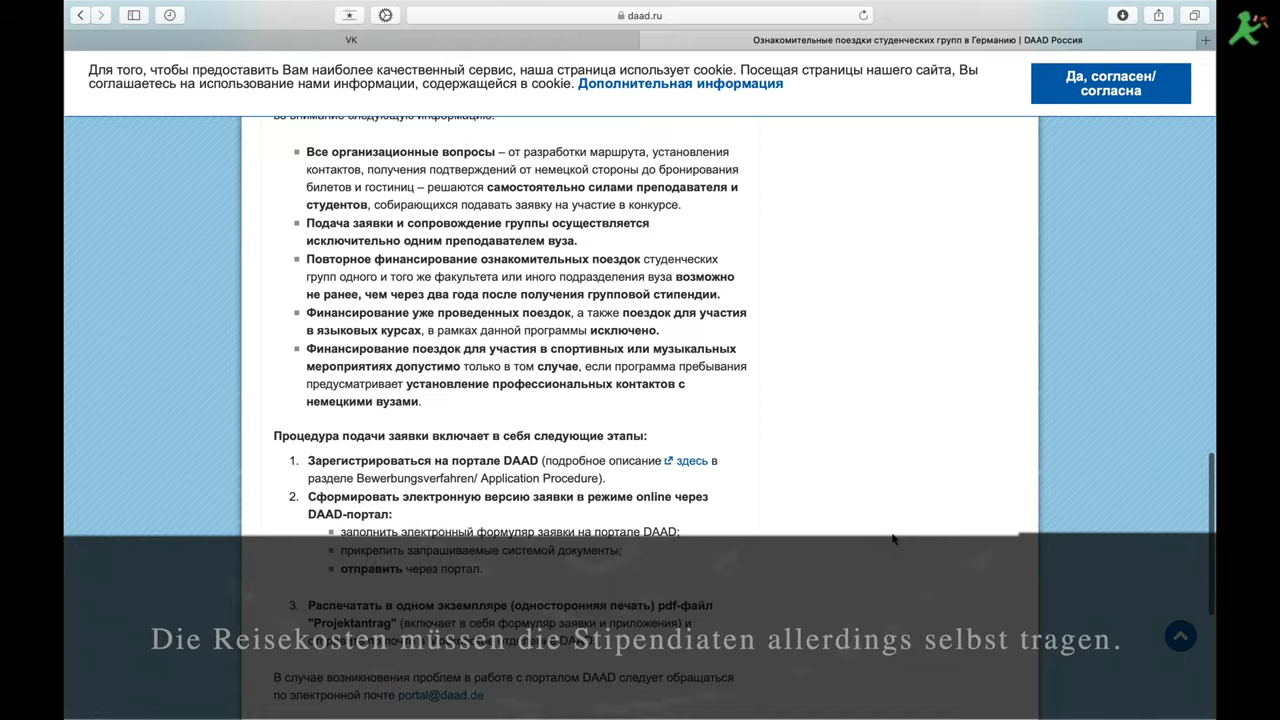 daad.ru
VK
Ознакомительные поездки студенческих групп в Германию | DAAD Россия
Для того, чтобы предоставить Вам наиболее качественный сервис, наша страница использует cookie. Посещая страницы нашего сайта, Вы
соглашаетесь на использование нами информации, содержащейся в cookie. Дополнительная информация
Да, согласен/
согласна
во внимание следующую информацию:
Все организационные вопросы – от разработки маршрута, установления
контактов, получения подтверждений от немецкой стороны до бронирования
билетов и гостиниц – решаются самостоятельно силами преподавателя и
студентов, собирающихся подавать заявку на участие в конкурсе.
Подача заявки и сопровождение группы осуществляется
исключительно одним преподавателем вуза.
Повторное финансирование ознакомительных поездок студенческих
групп одного и того же факультета или иного подразделения вуза возможно
не ранее, чем через два года после получения групповой стипендии.
Финансирование уже проведенных поездок, а также поездок для участия
в языковых курсах, в рамках данной программы исключено.
Финансирование поездок для участия в спортивных или музыкальных
мероприятиях допустимо только в том случае, если программа пребывания
предусматривает установление профессиональных контактов с
немецкими вузами.
Процедура подачи заявки включает в себя следующие этапы:
1. Зарегистрироваться на портале DAAD (подробное описание здесь в
разделе Bewerbungsverfahren/ Application Procedure).
2. Сформировать электронную версию заявки в режиме online через
DAAD-портал:
заполнить электронный формуляр заявки на портале DAAD;
прикрепить запрашиваемые системой документы;
отправить через портал.
3. Распечатать в одном экземпляре (односторонняя печать) pdf-файл
"Projektantrag" (включает в себя формуляр заявки и приложения) и
Die Reisekosten müssen die Stipendiaten allerdings selbst tragen.
В случае возникновения проблем в работе с порталом DAAD следует обращаться
по электронной почте portal@daad.de